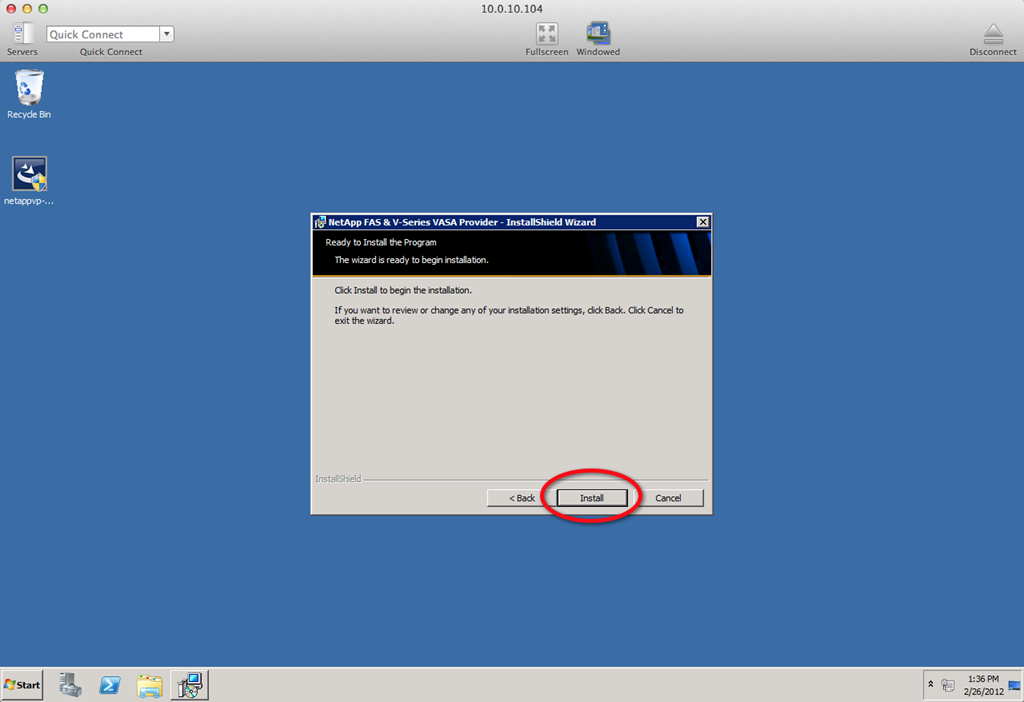 10.0.10.104
Quick Connect
Servers
Quick Connect
Fullscreen
Windowed
Disconnect
Recycle Bin
netappvp-...
NetApp FAS & V-Series VASA Provider - InstallShield Wizard
Ready to Install the Program
The wizard is ready to begin installation.
Click Install to begin the installation.
If you want to review or change any of your installation settings, click Back. Click Cancel to
exit the wizard.
InstallShield
< Back
Install
Cancel
Start
1:36 PM
2/26/2012